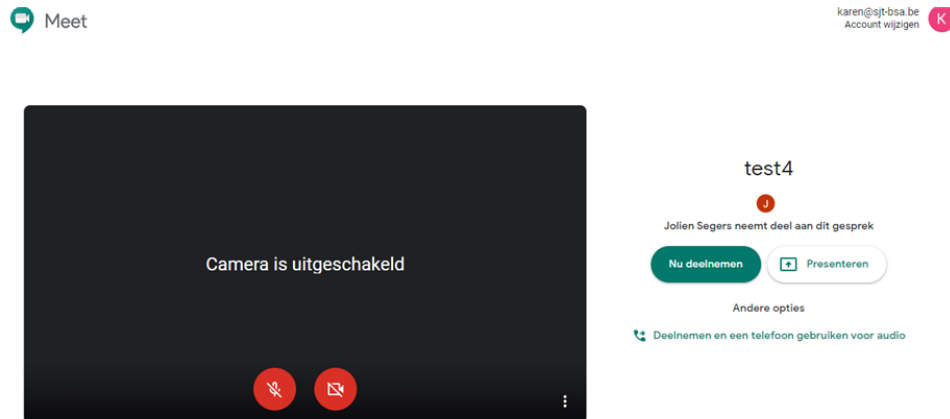 Meet
karen@sjt-bsa.be
Account wijzigen
K
Camera is uitgeschakeld
test4
J
Jolien Segers neemt deel aan dit gesprek
Nu deelnemen
Presenteren
Andere opties
Deelnemen en een telefoon gebruiken voor audio